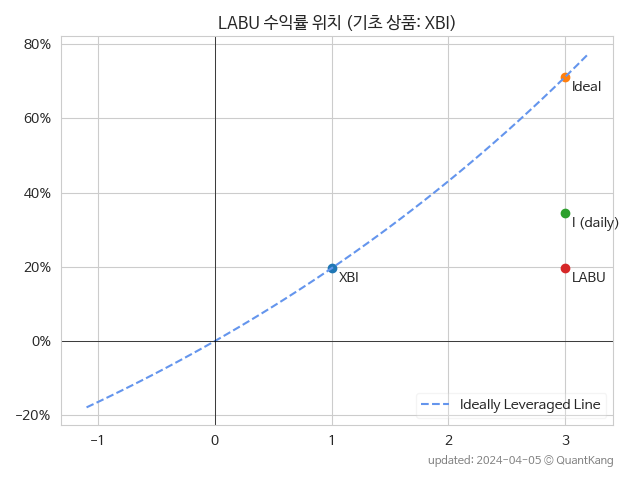 LABU 수익률 위치 (기초 상품: XBI)
80%
Ideal
60%
40%
I (daily)
20%
XBI
LABU
0%
Ideally Leveraged Line
−20%
−1
0
1
2
3
updated: 2024-04-05 © QuantKang